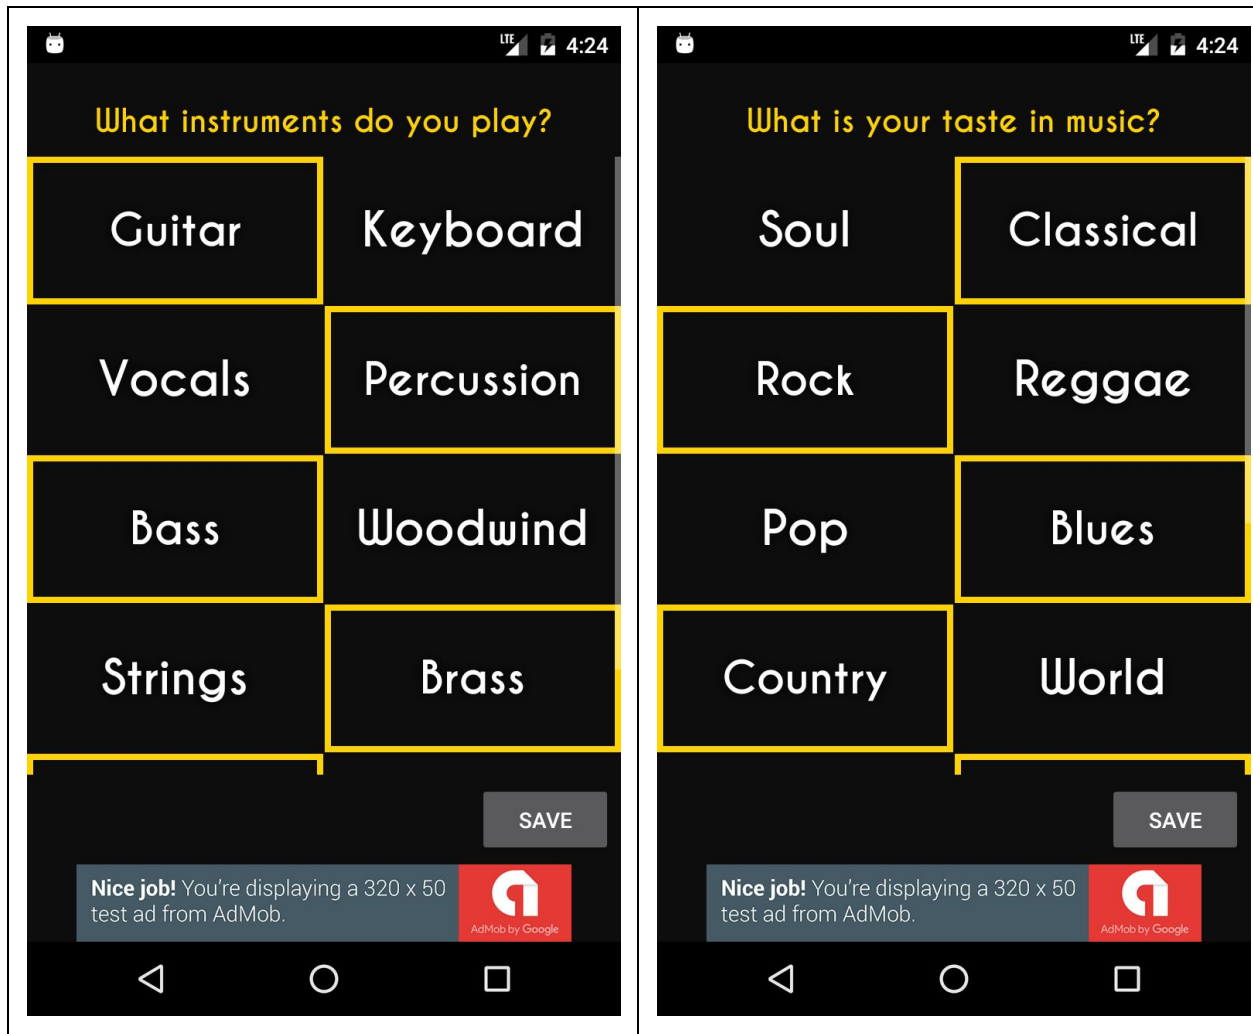 LTE 4:24
What instruments do you play?
Guitar Keyboard
Vocals Percussion
Bass Woodwind
Strings Brass
SAVE
Nice job! You're displaying a 320 x 50
test ad from AdMob.
AdMob by Google
LTE 4:24
What is your taste in music?
Soul Classical
Rock Reggae
Pop Blues
Country World
SAVE
Nice job! You're displaying a 320 x 50
test ad from AdMob.
AdMob by Google